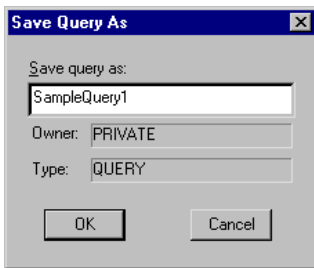 Save Query As
Save query as:
SampleQuery1
Owner: PRIVATE
Type: QUERY
OK Cancel